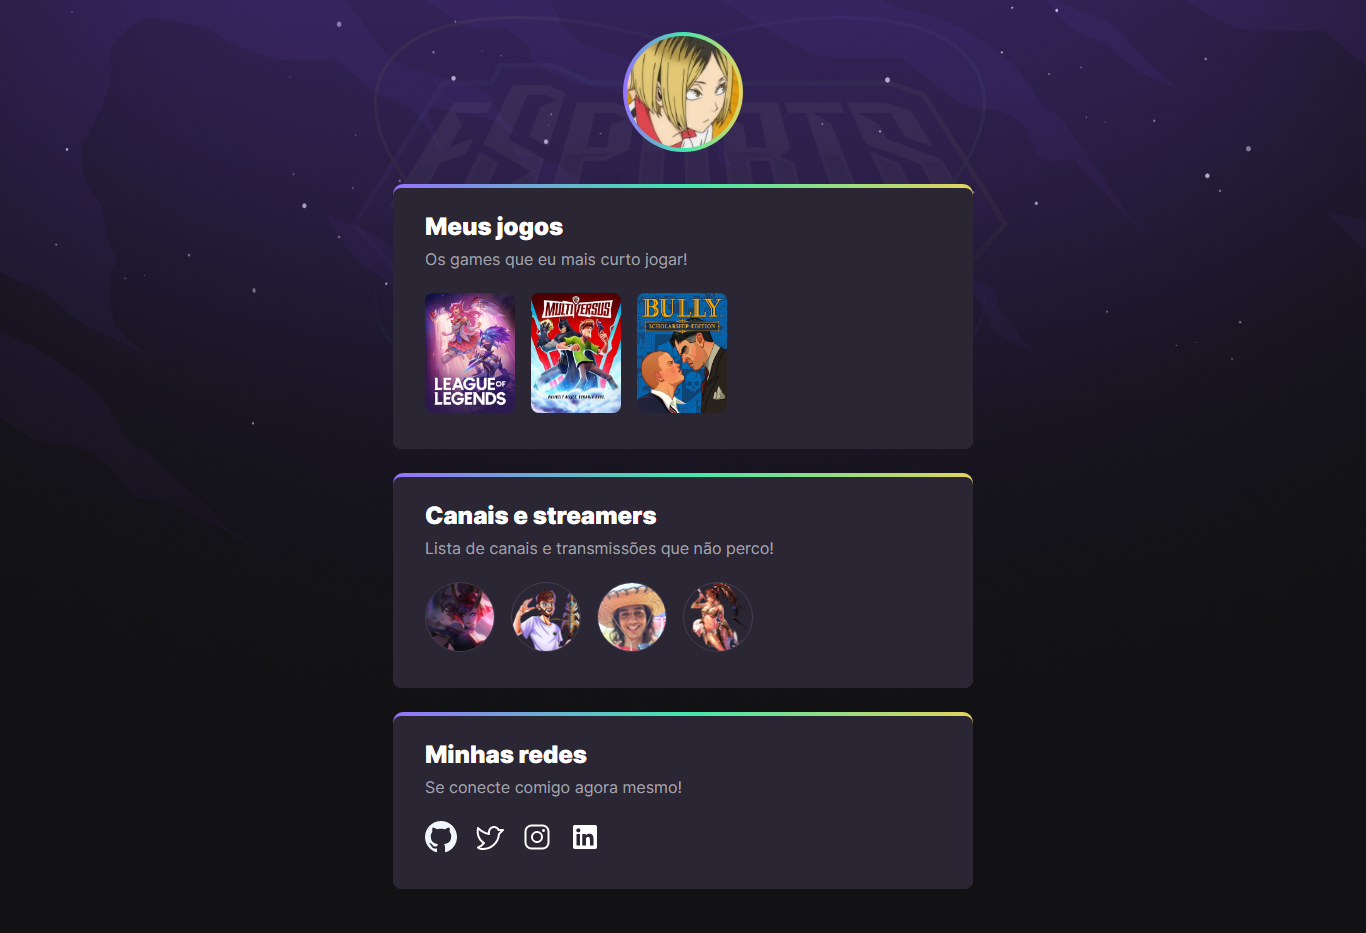 ESPORTS
Meus jogos
Os games que eu mais curto jogar!
LEAGUE OF
LEGENDS
MULTIVERSUS
BULLY
SCHOLARSHIP EDITION
Canais e streamers
Lista de canais e transmissões que não perco!
Minhas redes
Se conecte comigo agora mesmo!
in